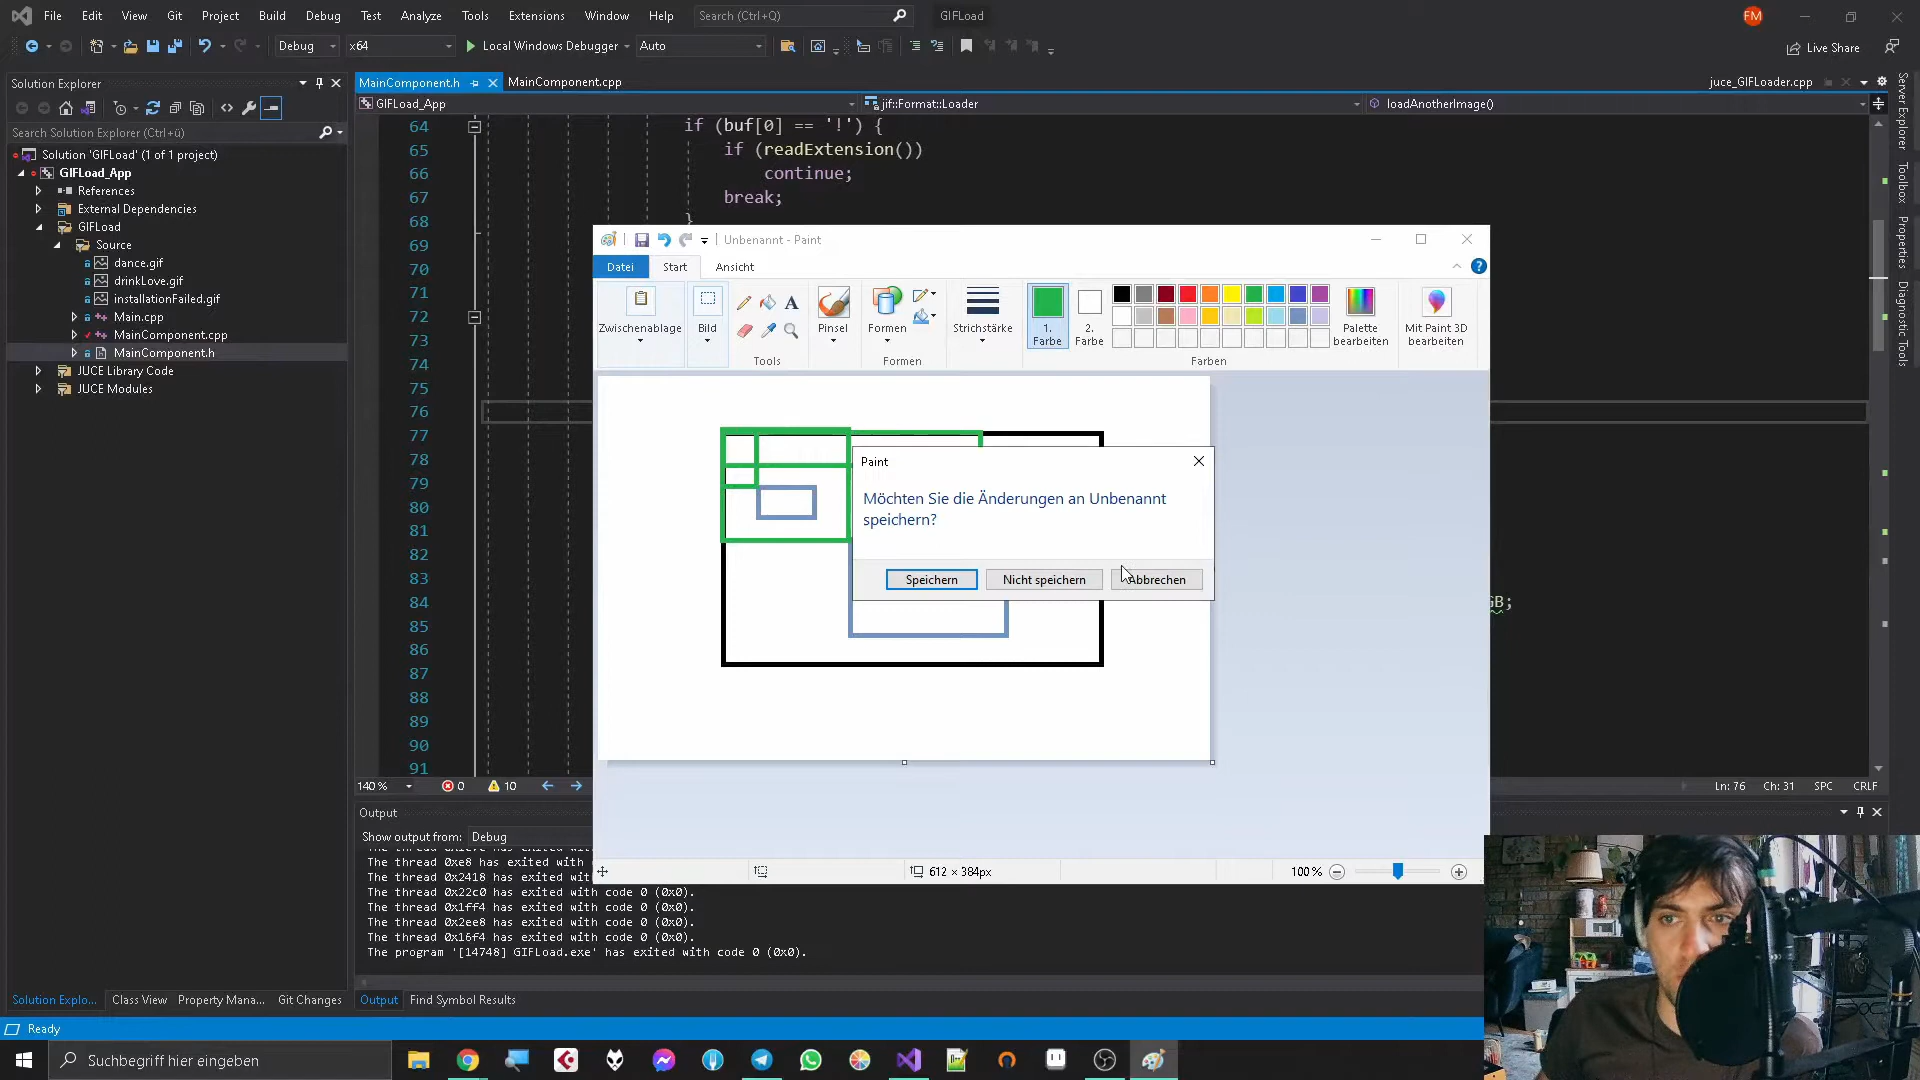 File Edit View Git Project Build Debug Test Analyze Tools Extensions Window Help Search (Ctrl+Q) GIFLoad FM
Debug x64 Local Windows Debugger Auto Live Share
Solution Explorer
MainComponent.h MainComponent.cpp juce_GIFLoader.cpp
GIFLoad_App jif::Format::Loader loadAnotherImage()
Search Solution Explorer (Ctrl+ü)
Solution 'GIFLoad' (1 of 1 project)
GIFLoad_App
References
External Dependencies
GIFLoad
Source
dance.gif
drinkLove.gif
installationFailed.gif
Main.cpp
MainComponent.cpp
MainComponent.h
JUCE Library Code
JUCE Modules
64 if (buf[0] == '!') {
65 if (readExtension())
66 continue;
67 break;
68 }
69
70
71
72
73
74
75
76
77
78
79
80
81
82
83
84
85
86
87
88
89
90
91
GB;
Unbenannt - Paint
Datei Start Ansicht
Zwischenablage Bild Pinsel Formen Strichstärke 1. Farbe 2. Farbe Palette bearbeiten Mit Paint 3D bearbeiten
Tools Formen Farben
Paint
Möchten Sie die Änderungen an Unbenannt
speichern?
Speichern Nicht speichern Abbrechen
612 × 384px 100%
140 % 0 10 Ln: 76 Ch: 31 SPC CRLF
Output
Show output from: Debug
The thread 0xe8 has exited with
The thread 0x2418 has exited wit
The thread 0x22c0 has exited with code 0 (0x0).
The thread 0x1ff4 has exited with code 0 (0x0).
The thread 0x2ee8 has exited with code 0 (0x0).
The thread 0x16f4 has exited with code 0 (0x0).
The program '[14748] GIFLoad.exe' has exited with code 0 (0x0).
Solution Explo... Class View Property Mana... Git Changes Output Find Symbol Results
Ready
Suchbegriff hier eingeben
Server Explorer
Toolbox
Properties
Diagnostic Tools